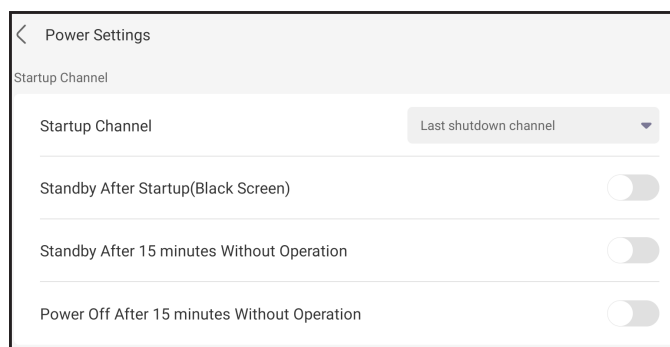 Power Settings
Startup Channel
Startup Channel
Last shutdown channel
Standby After Startup(Black Screen)
Standby After 15 minutes Without Operation
Power Off After 15 minutes Without Operation